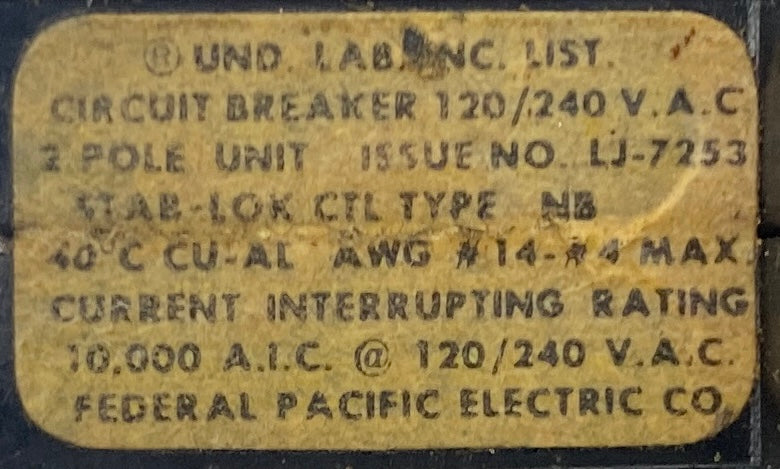 ® UND. LAB. INC. LIST.
CIRCUIT BREAKER 120/240 V.A.C
2 POLE UNIT ISSUE NO. LJ-7253
STAB-LOK CTL TYPE NB
40°C CU-AL AWG #14-#4 MAX.
CURRENT INTERRUPTING RATING
10,000 A.I.C. @ 120/240 V.A.C.
FEDERAL PACIFIC ELECTRIC CO.